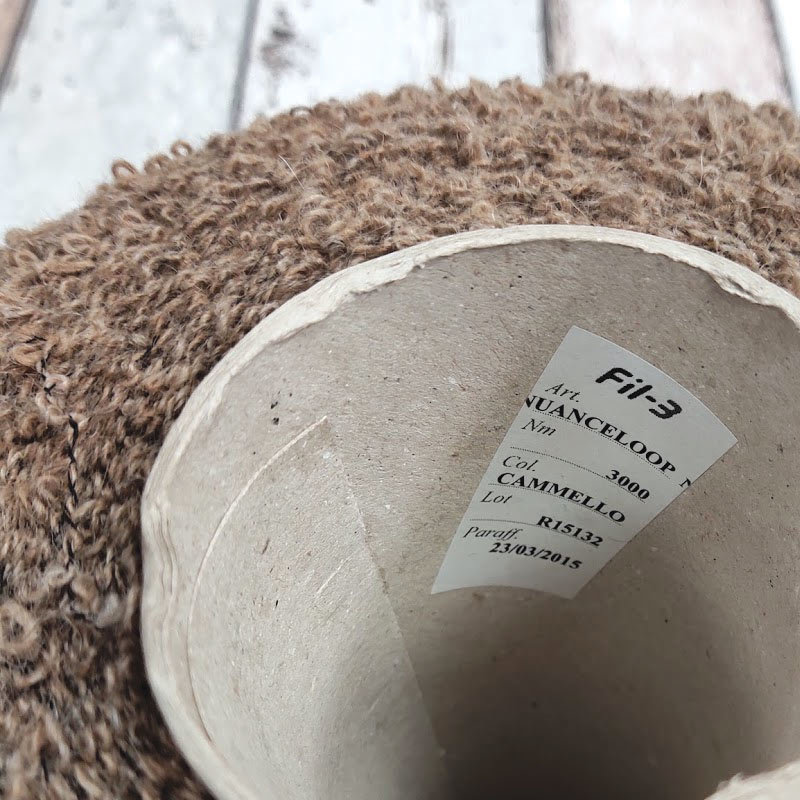 Fil-3
Art.
NUANCELOOP N
Nm
3000
Col.
CAMMELLO
Lot
R15132
Paraff.
23/03/2015